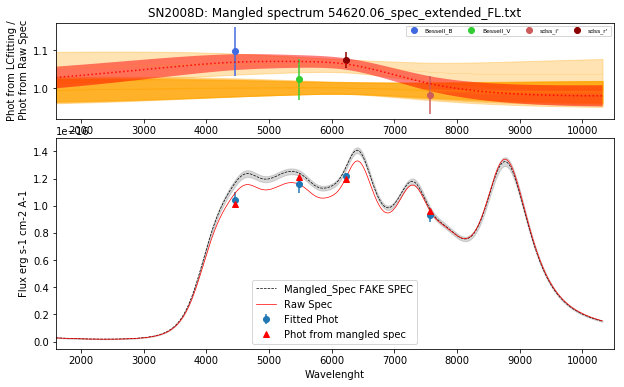 SN2008D: Mangled spectrum 54620.06_spec_extended_FL.txt
Phot from LCfitting /
Phot from Raw Spec
1.1
1.0
Bessell_B
Bessell_V
sdss_i'
sdss_r'
2000 3000 4000 5000 6000 7000 8000 9000 10000
Flux erg s-1 cm-2 A-1
1.4
1.2
1.0
0.8
0.6
0.4
0.2
0.0
Mangled_Spec FAKE SPEC
Raw Spec
Fitted Phot
Phot from mangled spec
2000 3000 4000 5000 6000 7000 8000 9000 10000
Wavelenght